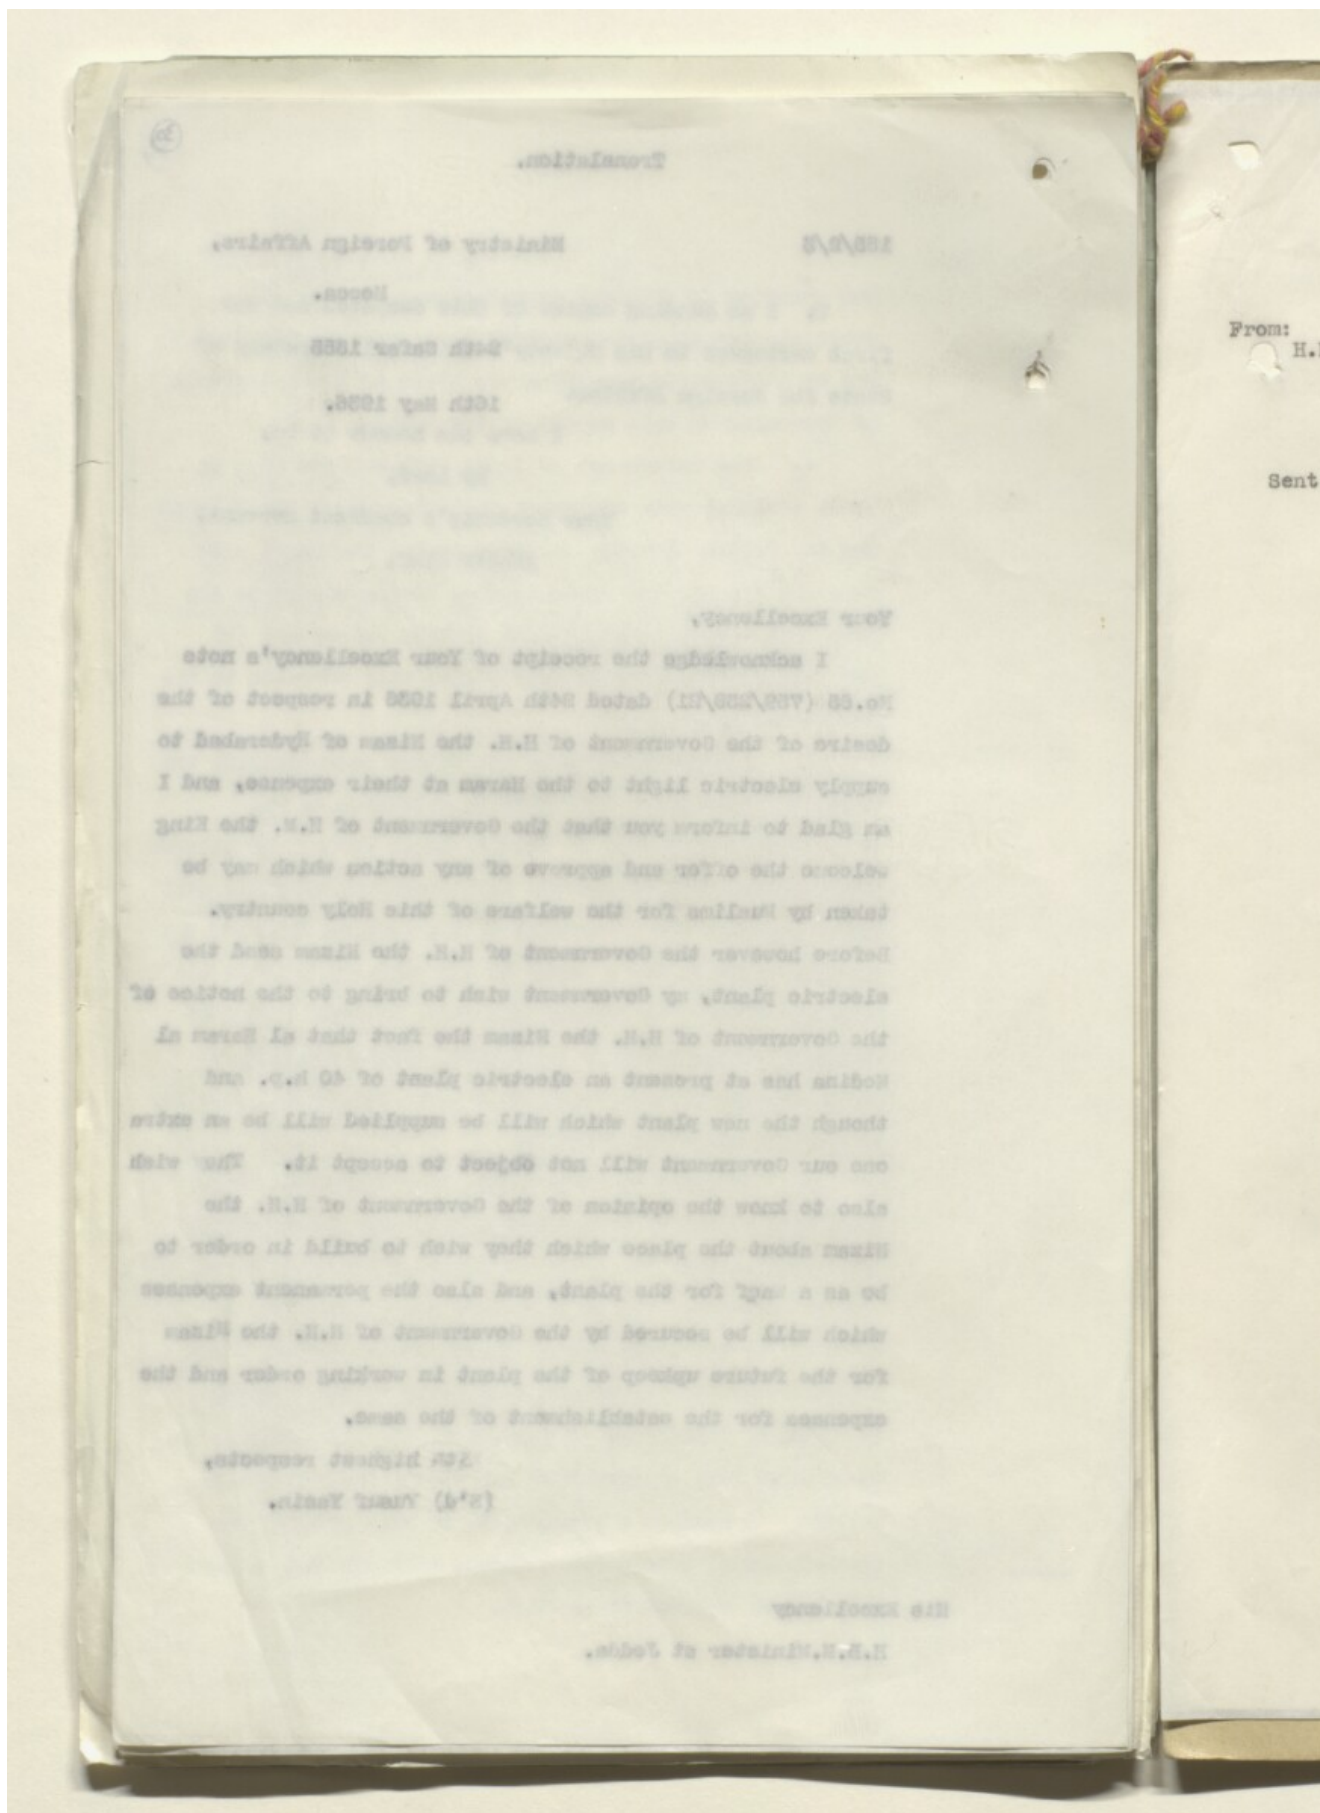 Translation.
Ministry of Foreign Affairs,
Mecca.
24th Safar 1355
16th May 1936.
Your Excellency,
I acknowledge the receipt of Your Excellency's note
dated 24th April 1936 in respect of the
desire of the Government of H.H. the Nizam of Hyderabad to
supply electric light to the Haram at their expense, and I
am glad to inform you that the Government of H.M. the King
welcome the offer and approve of any action which may be
taken by Muslims for the welfare of this Holy country.
Before however the Government of H.H. the Nizam send the
electric plant, my Government wish to bring to the notice of
the Government of H.H. the Nizam the fact that al Haram al
Medina has at present an electric plant of 40 h.p. and
though the new plant which will be supplied will be an extra
one our Government will not object to accept it. They wish
also to know the opinion of the Government of H.H. the
Nizam about the place which they wish to build in order to
be as a waqf for the plant, and also the permanent expenses
which will be secured by the Government of H.H. the Nizam
for the future upkeep of the plant in working order and the
expenses for the establishment of the same.
highest respects,
(S'd) Yusuf Yasin.
His Excellency
H.B.M.Minister at Jedda.
From:
Sent